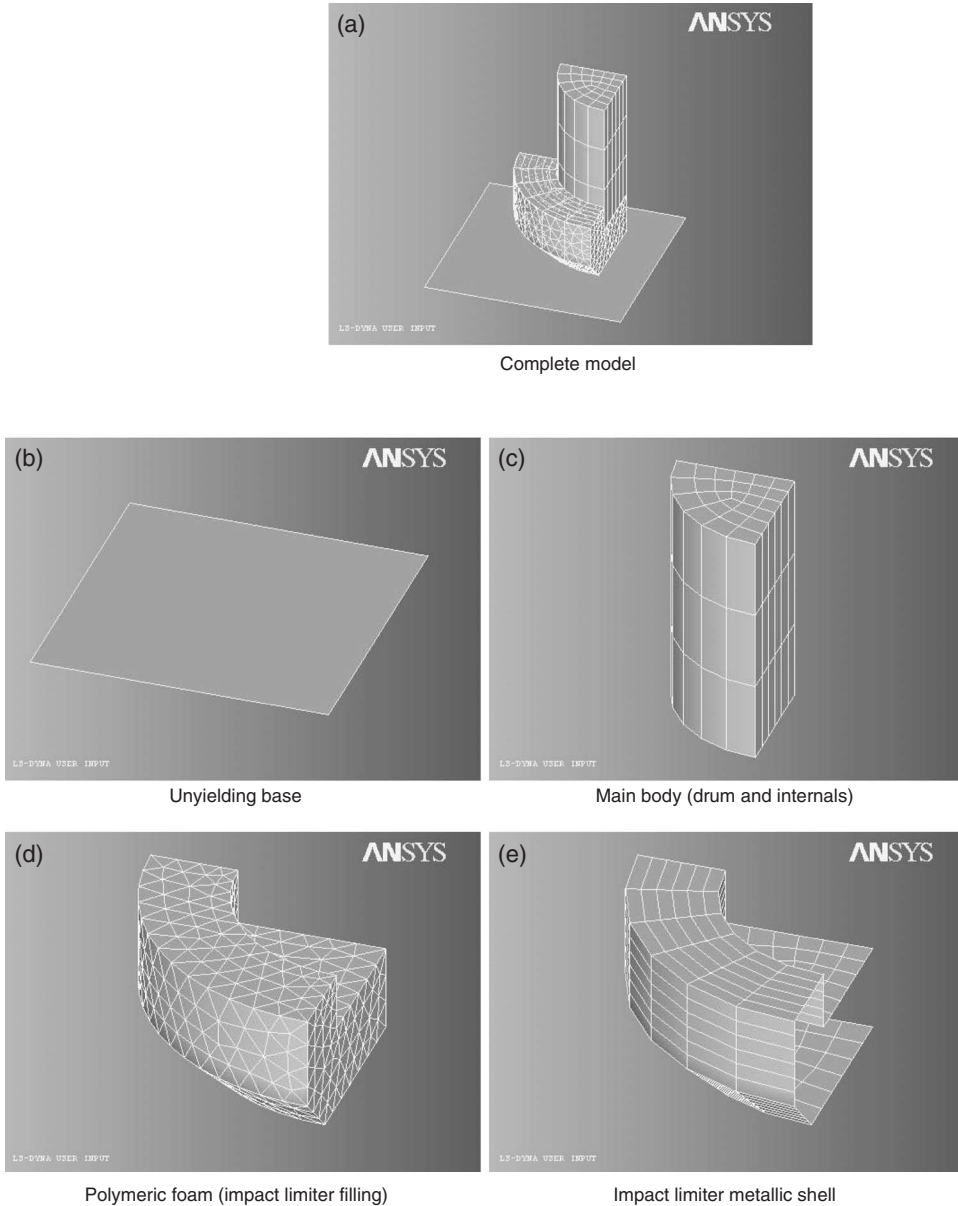 (a)
ANSYS
LS-DYNA USER INPUT
Complete model
(b)
ANSYS
LS-DYNA USER INPUT
Unyielding base
(c)
ANSYS
LS-DYNA USER INPUT
Main body (drum and internals)
(d)
ANSYS
LS-DYNA USER INPUT
Polymeric foam (impact limiter filling)
(e)
ANSYS
LS-DYNA USER INPUT
Impact limiter metallic shell